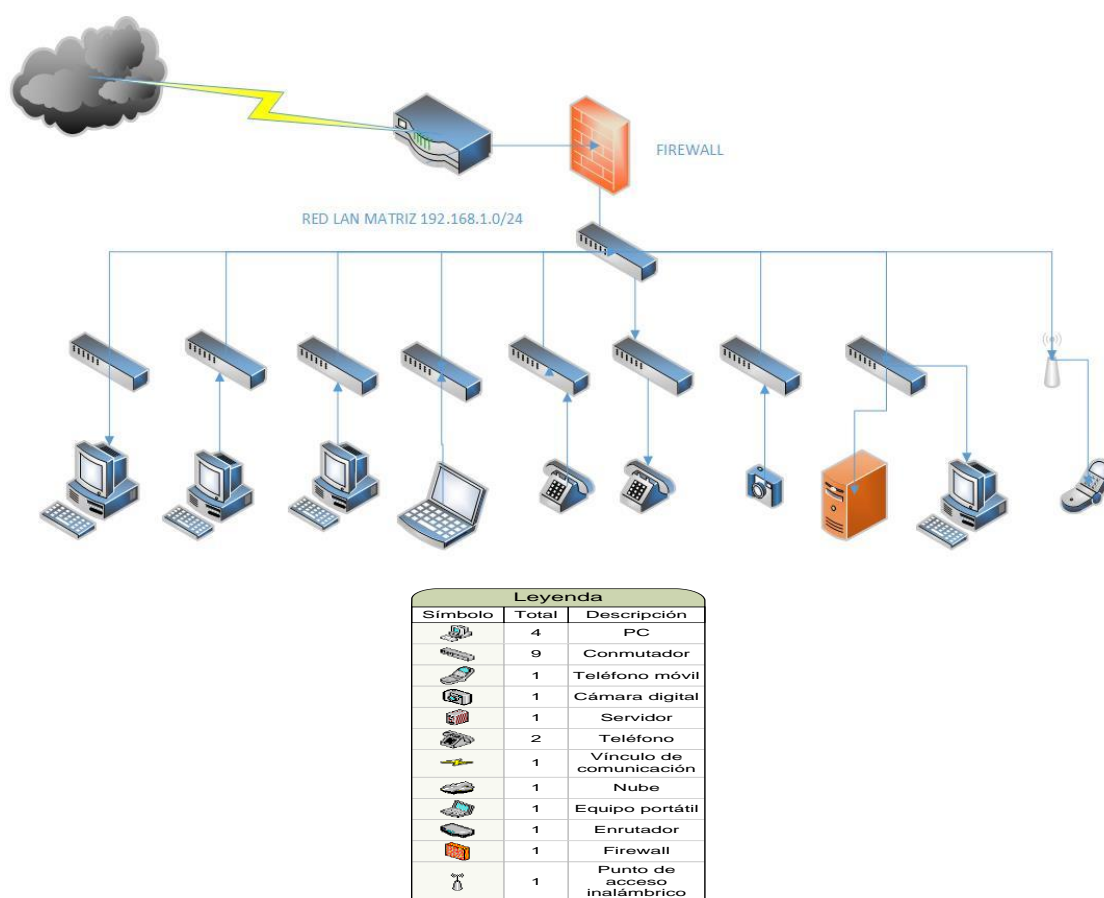 FIREWALL
RED LAN MATRIZ 192.168.1.0/24
Leyenda
Símbolo Total Descripción
4 PC
9 Conmutador
1 Teléfono móvil
1 Cámara digital
1 Servidor
2 Teléfono
1 Vínculo de
comunicación
1 Nube
1 Equipo portátil
1 Enrutador
1 Firewall
1 Punto de
acceso
inalámbrico